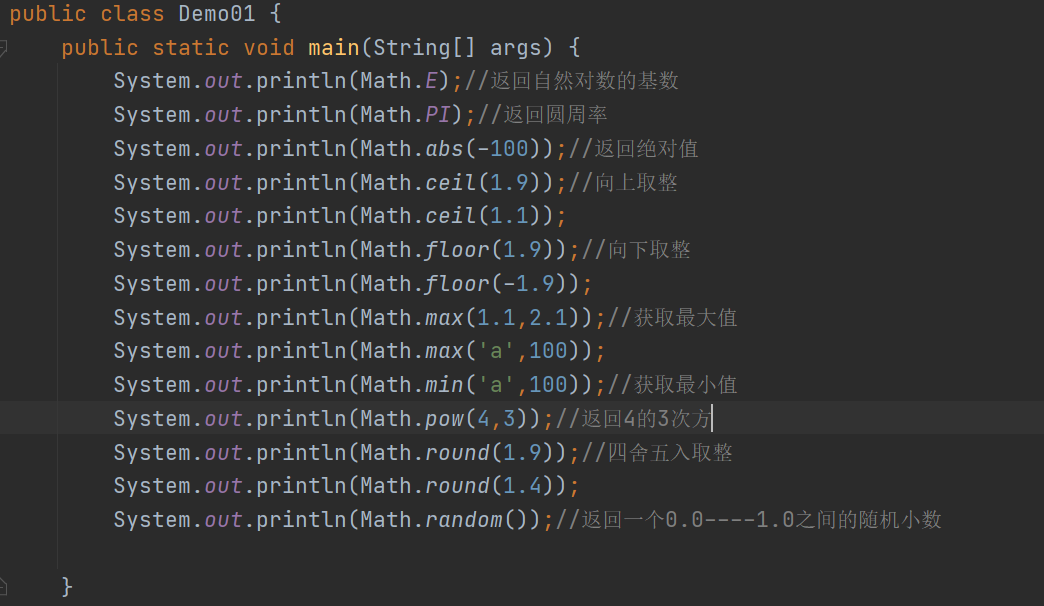 public class Demo01 {
    public static void main(String[] args) {
        System.out.println(Math.E);//返回自然对数的基数
        System.out.println(Math.PI);//返回圆周率
        System.out.println(Math.abs(-100));//返回绝对值
        System.out.println(Math.ceil(1.9));//向上取整
        System.out.println(Math.ceil(1.1));
        System.out.println(Math.floor(1.9));//向下取整
        System.out.println(Math.floor(-1.9));
        System.out.println(Math.max(1.1,2.1));//获取最大值
        System.out.println(Math.max('a',100));
        System.out.println(Math.min('a',100));//获取最小值
        System.out.println(Math.pow(4,3));//返回4的3次方
        System.out.println(Math.round(1.9));//四舍五入取整
        System.out.println(Math.round(1.4));
        System.out.println(Math.random());//返回一个0.0----1.0之间的随机小数
    }